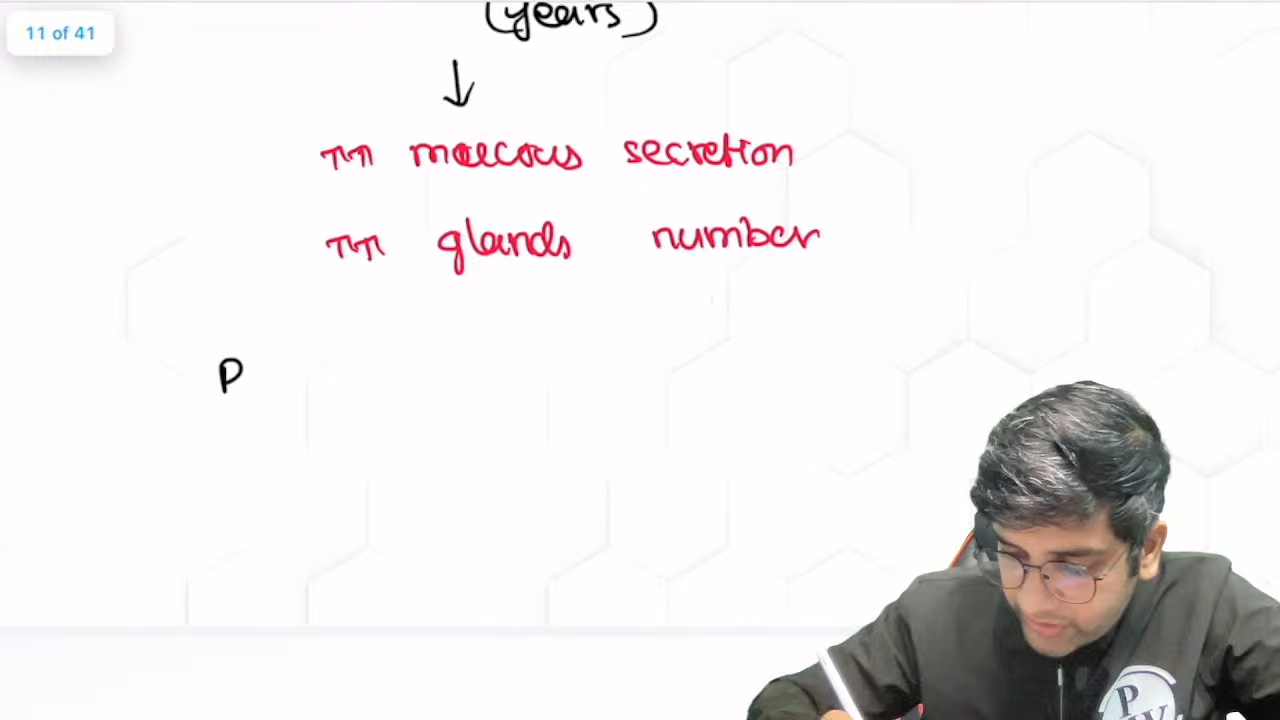 11 of 41
(years)
↓
↑↑ mucous secretion
↑↑ glands number
P
P